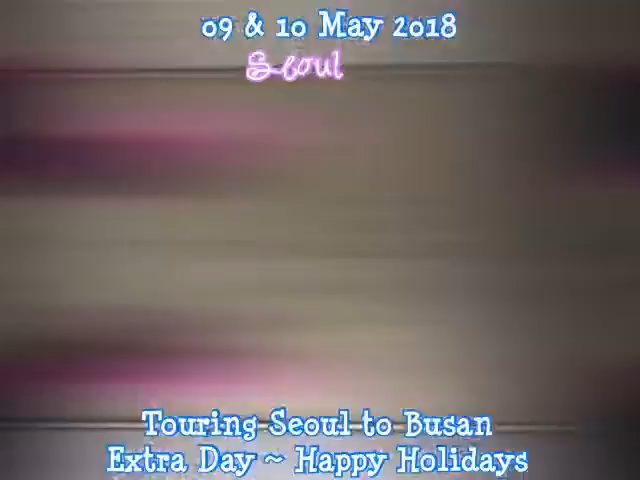 09 & 10 May 2018
Seoul
Touring Seoul to Busan
Extra Day ~ Happy Holidays